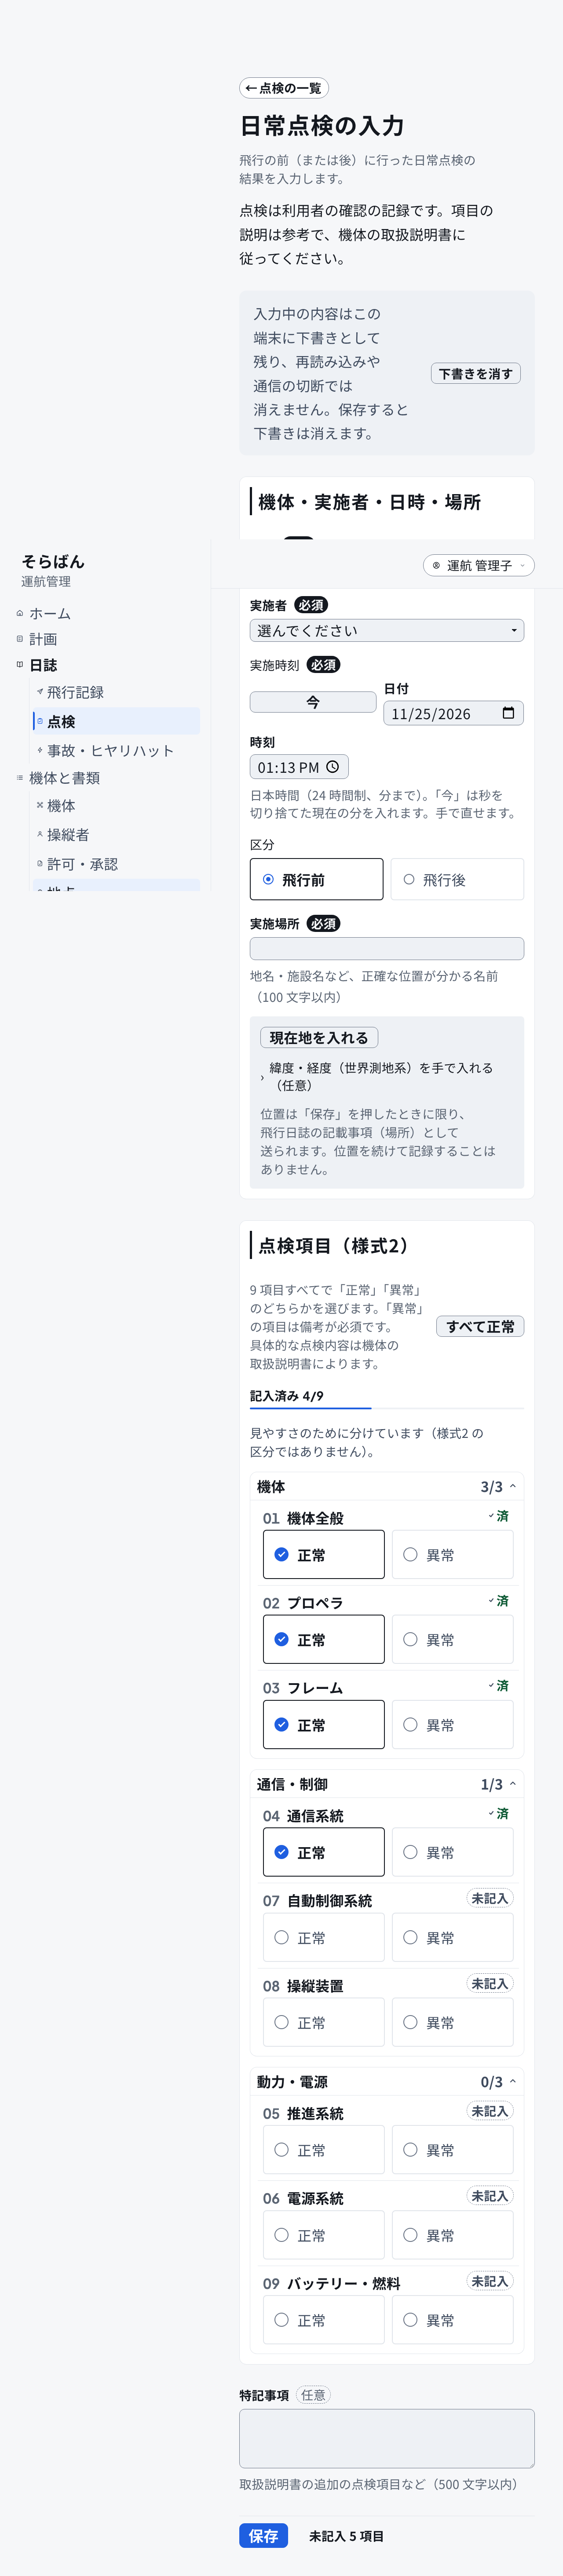 ← 点検の一覧
日常点検の入力
飛行の前（または後）に行った日常点検の
結果を入力します。
点検は利用者の確認の記録です。項目の
説明は参考で、機体の取扱説明書に
従ってください。
入力中の内容はこの
端末に下書きとして
残り、再読み込みや
通信の切断では
消えません。保存すると
下書きは消えます。
下書きを消す
機体・実施者・日時・場所
そらばん
運航管理
運航 管理子
ホーム
計画
日誌
飛行記録
点検
事故・ヒヤリハット
機体と書類
機体
操縦者
許可・承認
実施者 必須
選んでください
実施時刻 必須
今
日付
11/25/2026
時刻
01:13 PM
日本時間（24 時間制、分まで）。「今」は秒を
切り捨てた現在の分を入れます。手で直せます。
区分
飛行前
飛行後
実施場所 必須
地名・施設名など、正確な位置が分かる名前
（100 文字以内）
現在地を入れる
› 緯度・経度（世界測地系）を手で入れる
（任意）
位置は「保存」を押したときに限り、
飛行日誌の記載事項（場所）として
送られます。位置を続けて記録することは
ありません。
点検項目（様式2）
9 項目すべてで「正常」「異常」
のどちらかを選びます。「異常」
の項目は備考が必須です。
具体的な点検内容は機体の
取扱説明書によります。
すべて正常
記入済み 4/9
見やすさのために分けています（様式2 の
区分ではありません）。
機体 3/3
01 機体全般 済
正常 異常
02 プロペラ 済
正常 異常
03 フレーム 済
正常 異常
通信・制御 1/3
04 通信系統 済
正常 異常
07 自動制御系統 未記入
正常 異常
08 操縦装置 未記入
正常 異常
動力・電源 0/3
05 推進系統 未記入
正常 異常
06 電源系統 未記入
正常 異常
09 バッテリー・燃料 未記入
正常 異常
特記事項 任意
取扱説明書の追加の点検項目など（500 文字以内）
保存 未記入 5 項目